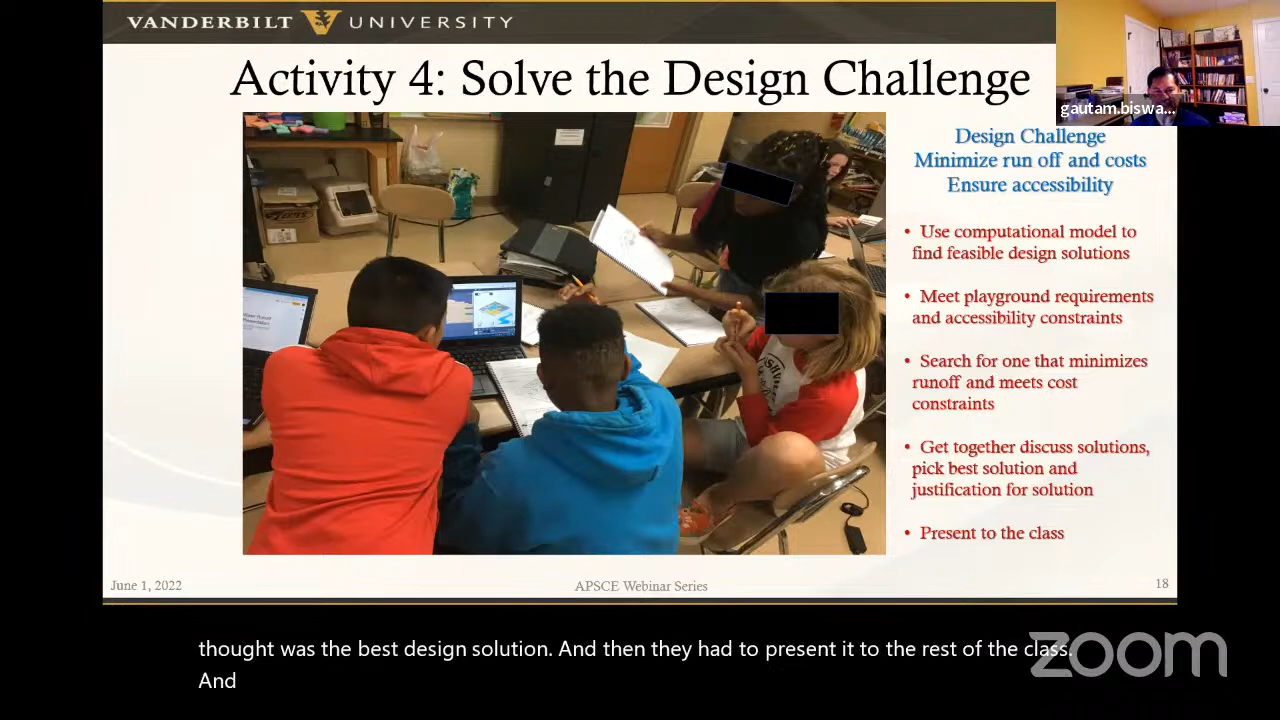 VANDERBILT UNIVERSITY
Activity 4: Solve the Design Challenge
gautam.biswa...
Design Challenge
Minimize run off and costs
Ensure accessibility
• Use computational model to
find feasible design solutions
• Meet playground requirements
and accessibility constraints
• Search for one that minimizes
runoff and meets cost
constraints
• Get together discuss solutions,
pick best solution and
justification for solution
• Present to the class
June 1, 2022
APSCE Webinar Series
18
thought was the best design solution. And then they had to present it to the rest of the class.
And
zoom